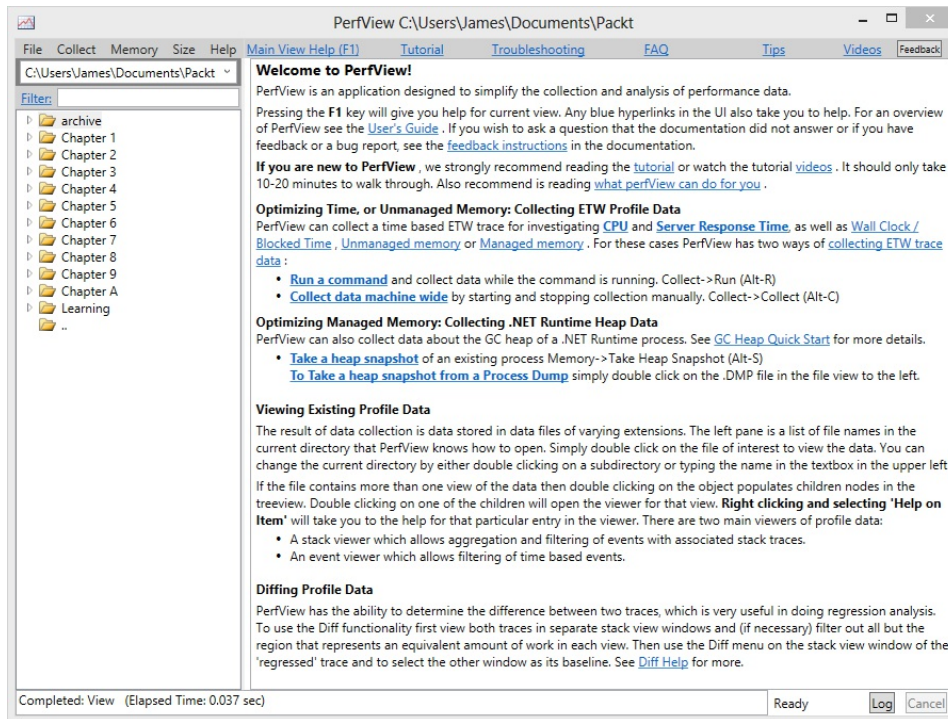 PerfView C:\Users\James\Documents\Packt
File Collect Memory Size Help Main View Help (F1) Tutorial Troubleshooting FAQ Tips Videos Feedback
C:\Users\James\Documents\Packt
Filter:
archive
Chapter 1
Chapter 2
Chapter 3
Chapter 4
Chapter 5
Chapter 6
Chapter 7
Chapter 8
Chapter 9
Chapter A
Learning
..
Welcome to PerfView!
PerfView is an application designed to simplify the collection and analysis of performance data.
Pressing the F1 key will give you help for current view. Any blue hyperlinks in the UI also take you to help. For an overview
of PerfView see the User's Guide . If you wish to ask a question that the documentation did not answer or if you have
feedback or a bug report, see the feedback instructions in the documentation.
If you are new to PerfView , we strongly recommend reading the tutorial or watch the tutorial videos . It should only take
10-20 minutes to walk through. Also recommend is reading what perfView can do for you .
Optimizing Time, or Unmanaged Memory: Collecting ETW Profile Data
PerfView can collect a time based ETW trace for investigating CPU and Server Response Time, as well as Wall Clock /
Blocked Time , Unmanaged memory or Managed memory . For these cases PerfView has two ways of collecting ETW trace
data :
• Run a command and collect data while the command is running. Collect->Run (Alt-R)
• Collect data machine wide by starting and stopping collection manually. Collect->Collect (Alt-C)
Optimizing Managed Memory: Collecting .NET Runtime Heap Data
PerfView can also collect data about the GC heap of a .NET Runtime process. See GC Heap Quick Start for more details.
• Take a heap snapshot of an existing process Memory->Take Heap Snapshot (Alt-S)
To Take a heap snapshot from a Process Dump simply double click on the .DMP file in the file view to the left.
Viewing Existing Profile Data
The result of data collection is data stored in data files of varying extensions. The left pane is a list of file names in the
current directory that PerfView knows how to open. Simply double click on the file of interest to view the data. You can
change the current directory by either double clicking on a subdirectory or typing the name in the textbox in the upper left
If the file contains more than one view of the data then double clicking on the object populates children nodes in the
treeview. Double clicking on one of the children will open the viewer for that view. Right clicking and selecting 'Help on
Item' will take you to the help for that particular entry in the viewer. There are two main viewers of profile data:
• A stack viewer which allows aggregation and filtering of events with associated stack traces.
• An event viewer which allows filtering of time based events.
Diffing Profile Data
PerfView has the ability to determine the difference between two traces, which is very useful in doing regression analysis.
To use the Diff functionality first view both traces in separate stack view windows and (if necessary) filter out all but the
region that represents an equivalent amount of work in each view. Then use the Diff menu on the stack view window of the
'regressed' trace and to select the other window as its baseline. See Diff Help for more.
Completed: View (Elapsed Time: 0.037 sec) Ready Log Cancel